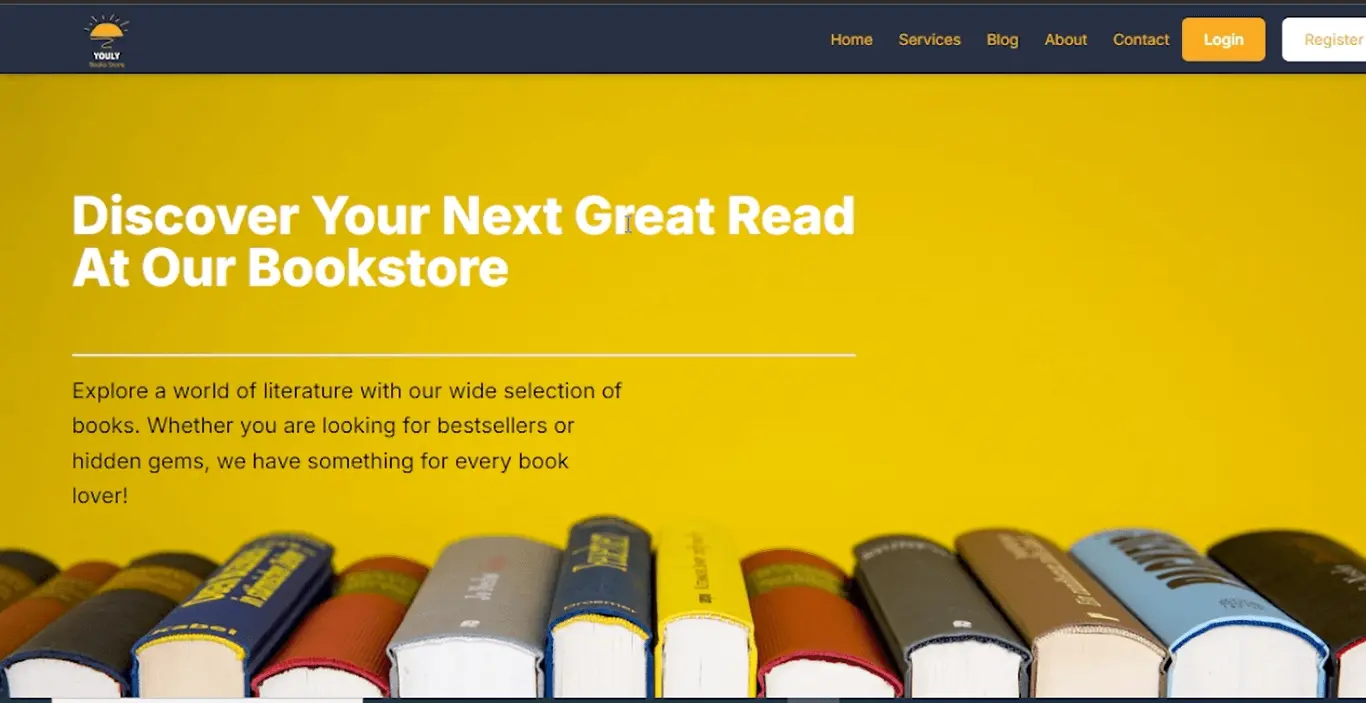 YOULY
Books Store
Home Services Blog About Contact Login Register
Discover Your Next Great Read
At Our Bookstore
Explore a world of literature with our wide selection of
books. Whether you are looking for bestsellers or
hidden gems, we have something for every book
lover!